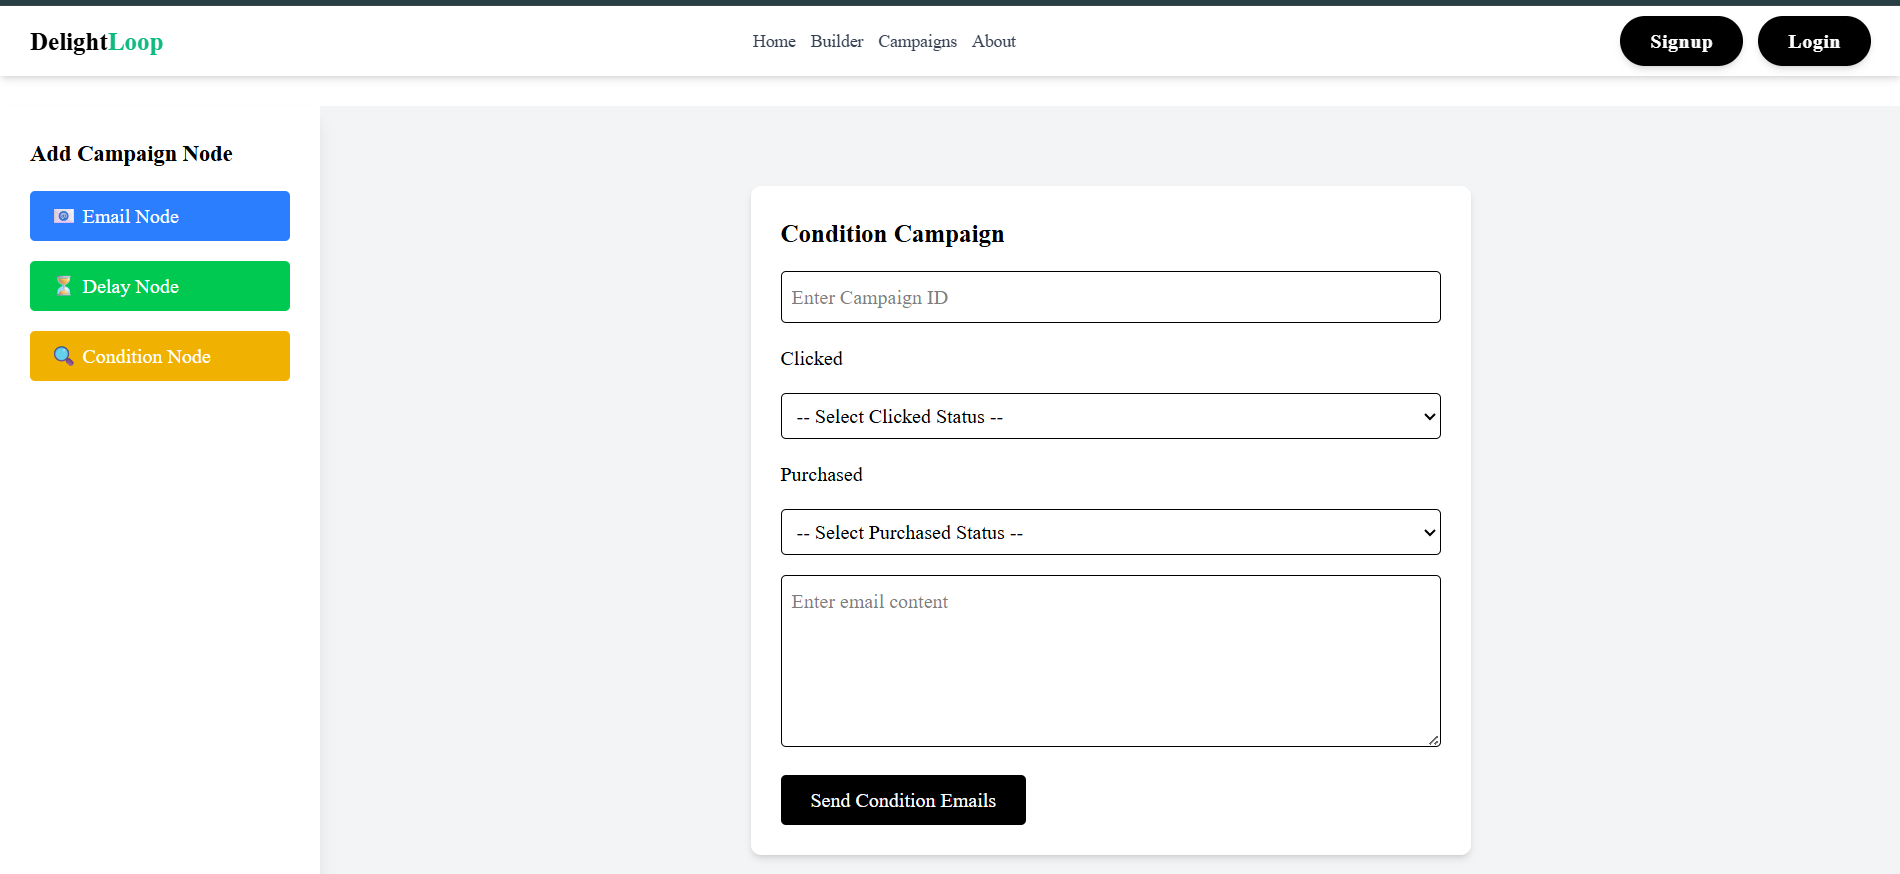 DelightLoop
Home Builder Campaigns About
Signup Login
Add Campaign Node
Email Node
Delay Node
Condition Node
Condition Campaign
Enter Campaign ID
Clicked
-- Select Clicked Status --
Purchased
-- Select Purchased Status --
Enter email content
Send Condition Emails